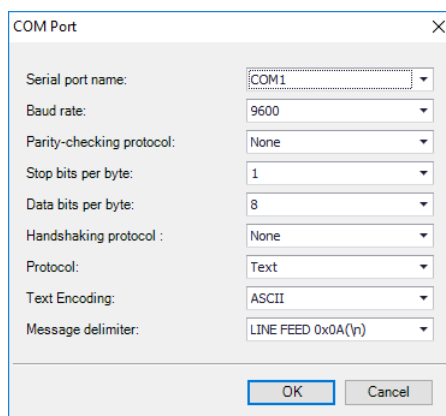 COM Port
Serial port name: COM1
Baud rate: 9600
Parity-checking protocol: None
Stop bits per byte: 1
Data bits per byte: 8
Handshaking protocol : None
Protocol: Text
Text Encoding: ASCII
Message delimiter: LINE FEED 0x0A(\n)
OK Cancel